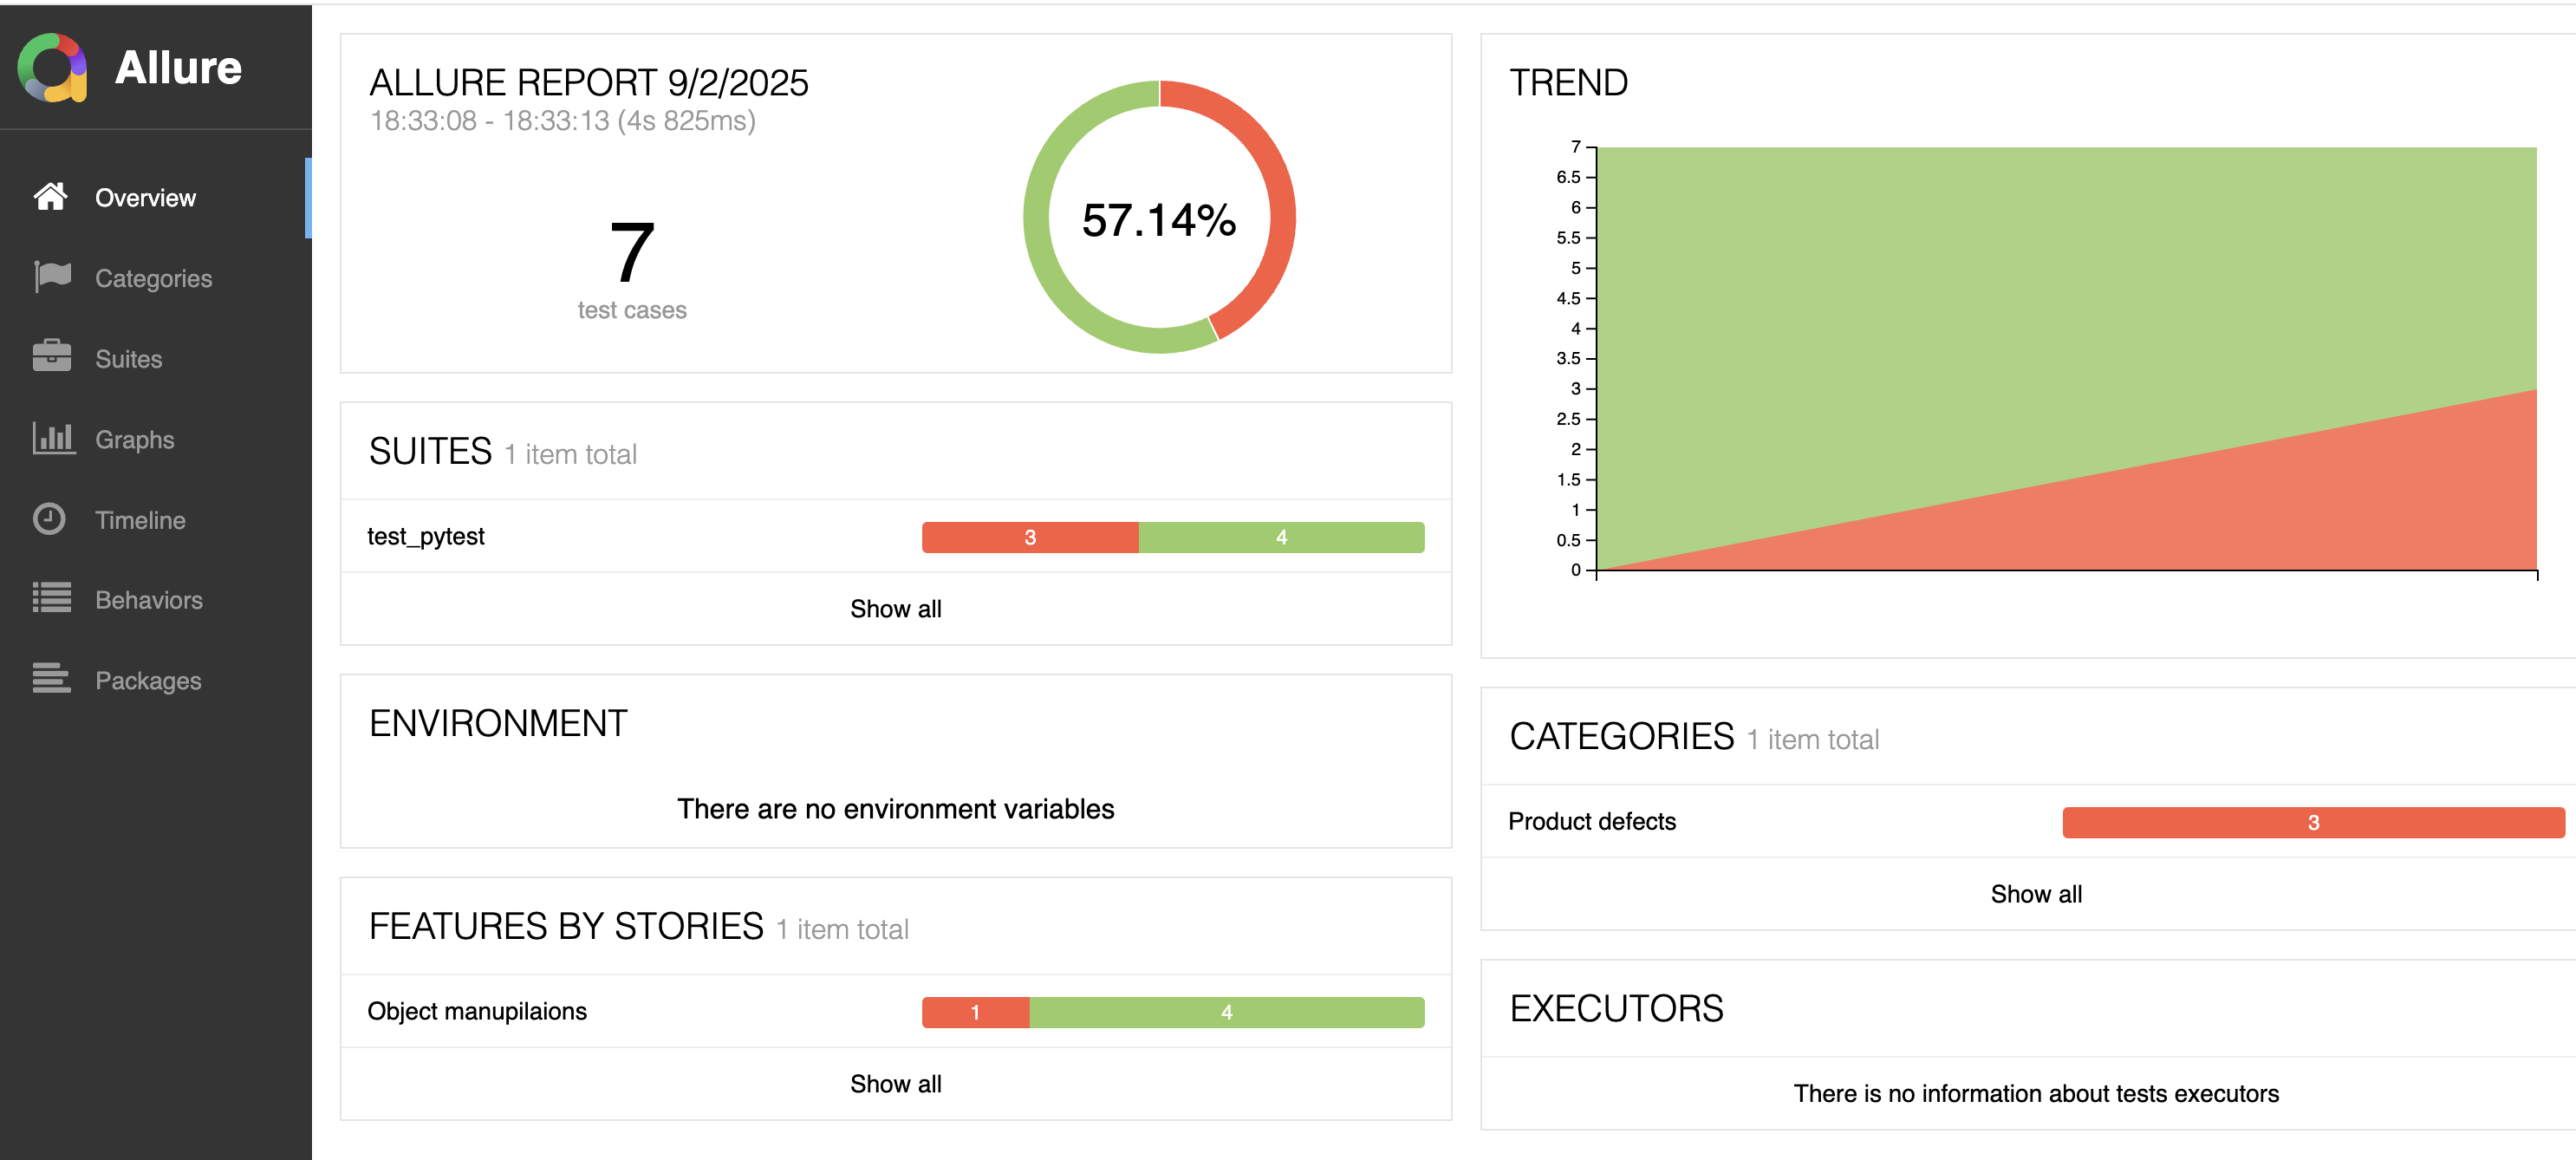 Allure
Overview
Categories
Suites
Graphs
Timeline
Behaviors
Packages
ALLURE REPORT 9/2/2025
18:33:08 - 18:33:13 (4s 825ms)
7
test cases
57.14%
SUITES 1 item total
test_pytest 3 4
Show all
ENVIRONMENT
There are no environment variables
FEATURES BY STORIES 1 item total
Object manupilaions 1 4
Show all
TREND
7
6.5
6
5.5
5
4.5
4
3.5
3
2.5
2
1.5
1
0.5
0
CATEGORIES 1 item total
Product defects 3
Show all
EXECUTORS
There is no information about tests executors